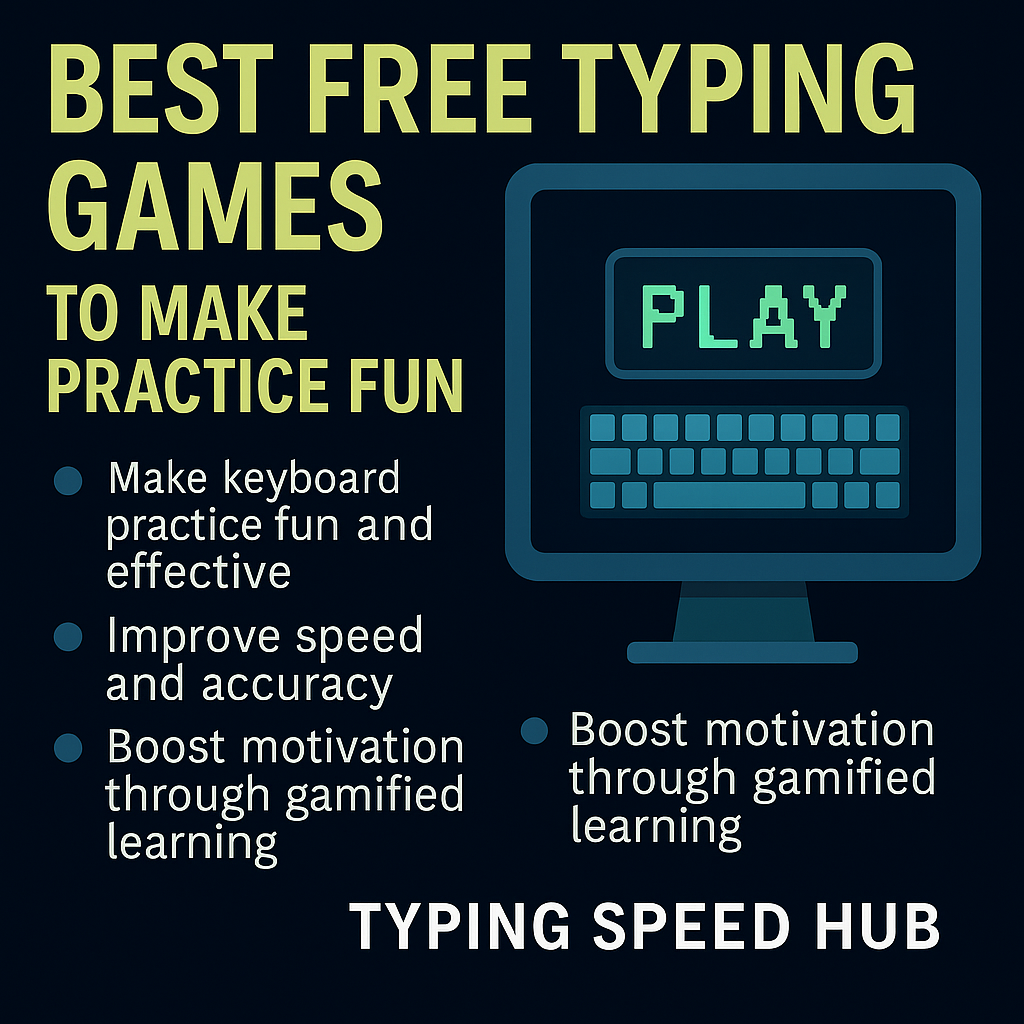 BEST FREE TYPING
GAMES
TO MAKE
PRACTICE FUN
PLAY
Make keyboard
practice fun and
effective
Improve speed
and accuracy
Boost motivation
through gamified
learning
Boost motivation
through gamified
learning
TYPING SPEED HUB